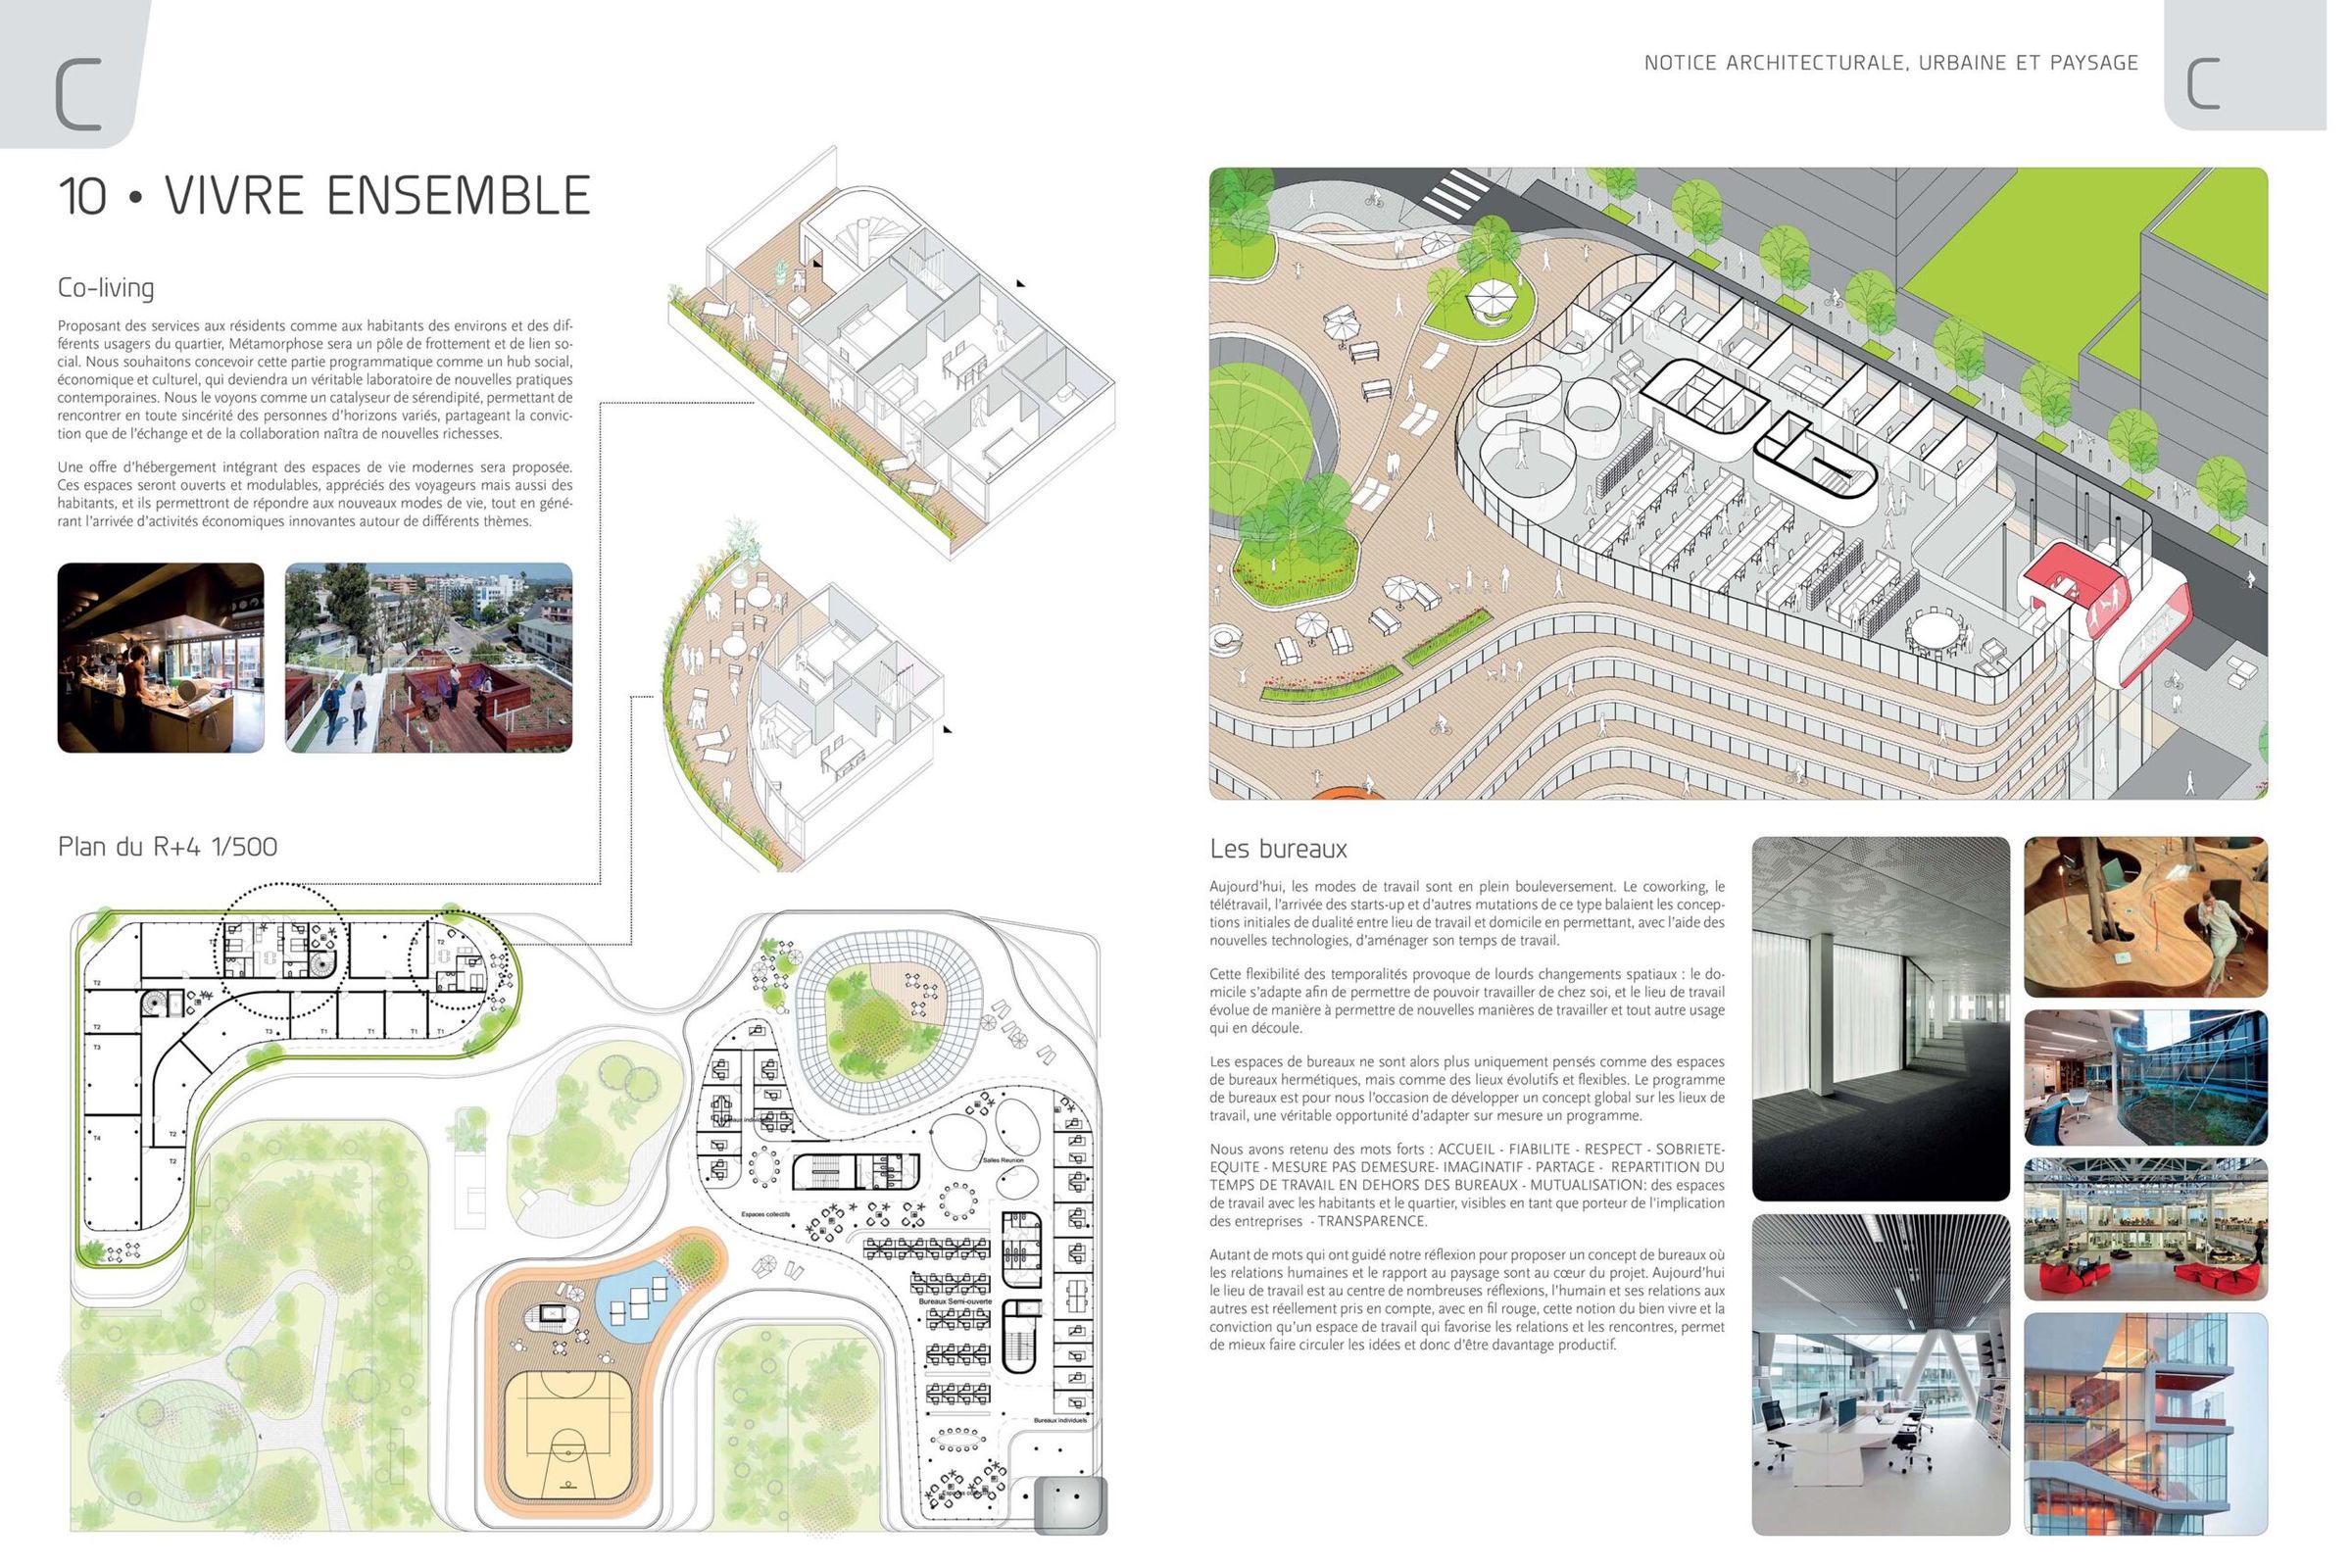 C
NOTICE ARCHITECTURALE, URBAINE ET PAYSAGE
C
10 • VIVRE ENSEMBLE
Co-living
Proposant des services aux résidents comme aux habitants des environs et des dif-
férents usagers du quartier, Métamorphose sera un pôle de frottement et de lien so-
cial. Nous souhaitons concevoir cette partie programmatique comme un hub social,
économique et culturel, qui deviendra un véritable laboratoire de nouvelles pratiques
contemporaines. Nous le voyons comme un catalyseur de sérendipité, permettant de
rencontrer en toute sincérité des personnes d'horizons variés, partageant la convic-
tion que de l'échange et de la collaboration naîtra de nouvelles richesses.
Une offre d'hébergement intégrant des espaces de vie modernes sera proposée.
Ces espaces seront ouverts et modulables, appréciés des voyageurs mais aussi des
habitants, et ils permettront de répondre aux nouveaux modes de vie, tout en géné-
rant l'arrivée d'activités économiques innovantes autour de différents thèmes.
Plan du R+4 1/500
T2
T2
T2
T3
T3
T1
T1
T1
T1
T4
T2
T2
Salles Reunion
Espaces collectifs
Bureaux Semi-ouverte
Bureaux individuels
Les bureaux
Aujourd'hui, les modes de travail sont en plein bouleversement. Le coworking, le
télétravail, l'arrivée des starts-up et d'autres mutations de ce type balaient les concep-
tions initiales de dualité entre lieu de travail et domicile en permettant, avec l'aide des
nouvelles technologies, d'aménager son temps de travail.
Cette flexibilité des temporalités provoque de lourds changements spatiaux : le do-
micile s'adapte afin de permettre de pouvoir travailler de chez soi, et le lieu de travail
évolue de manière à permettre de nouvelles manières de travailler et tout autre usage
qui en découle.
Les espaces de bureaux ne sont alors plus uniquement pensés comme des espaces
de bureaux hermétiques, mais comme des lieux évolutifs et flexibles. Le programme
de bureaux est pour nous l'occasion de développer un concept global sur les lieux de
travail, une véritable opportunité d'adapter sur mesure un programme.
Nous avons retenu des mots forts : ACCUEIL - FIABILITE - RESPECT - SOBRIETE-
EQUITE - MESURE PAS DEMESURE- IMAGINATIF - PARTAGE - REPARTITION DU
TEMPS DE TRAVAIL EN DEHORS DES BUREAUX - MUTUALISATION: des espaces
de travail avec les habitants et le quartier, visibles en tant que porteur de l'implication
des entreprises - TRANSPARENCE.
Autant de mots qui ont guidé notre réflexion pour proposer un concept de bureaux où
les relations humaines et le rapport au paysage sont au cœur du projet. Aujourd'hui
le lieu de travail est au centre de nombreuses réflexions, l'humain et ses relations aux
autres est réellement pris en compte, avec en fil rouge, cette notion du bien vivre et la
conviction qu'un espace de travail qui favorise les relations et les rencontres, permet
de mieux faire circuler les idées et donc d'être davantage productif.